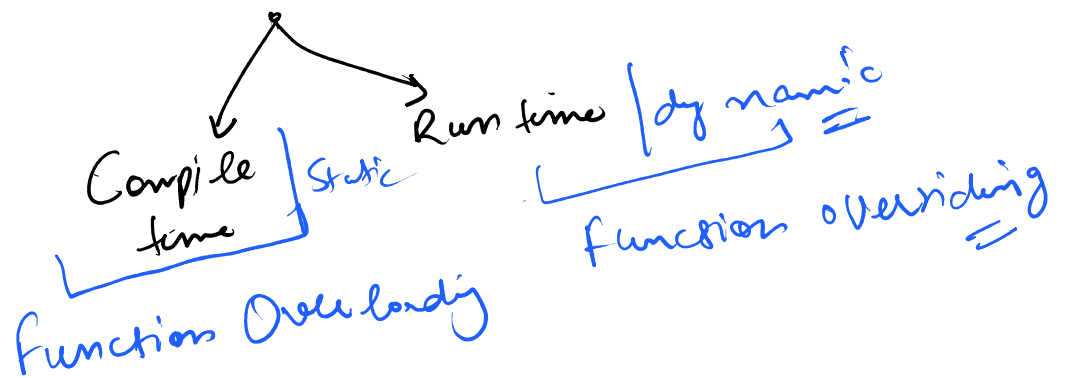 Compile time | Static
Run time | dynamic
Function Overloading
Function overriding